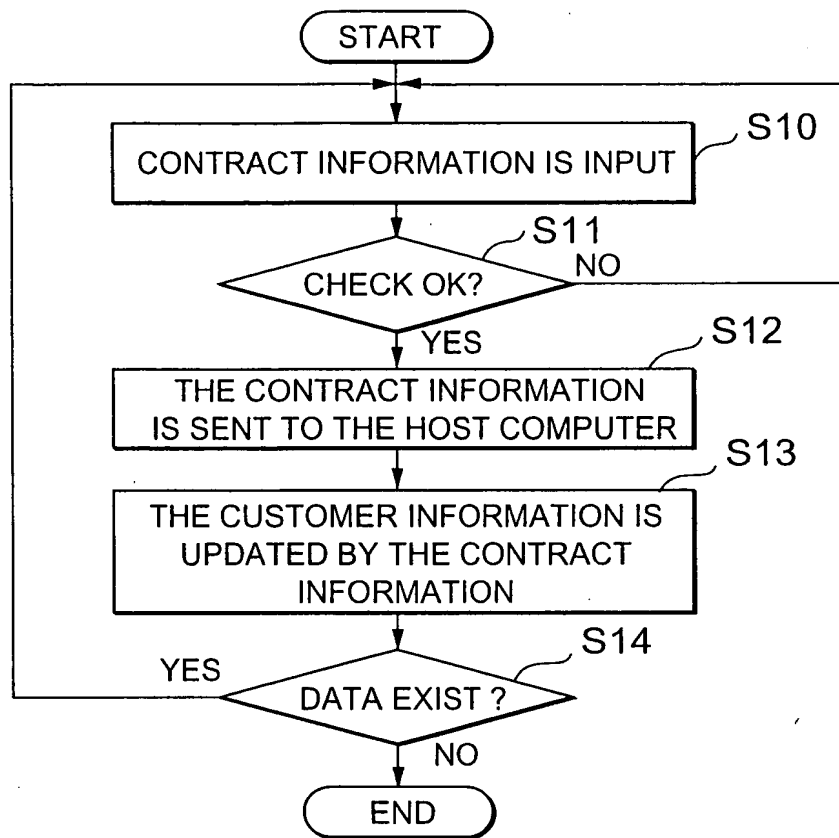 START
S10
CONTRACT INFORMATION IS INPUT
S11
CHECK OK?
NO
YES
S12
THE CONTRACT INFORMATION
IS SENT TO THE HOST COMPUTER
S13
THE CUSTOMER INFORMATION IS
UPDATED BY THE CONTRACT
INFORMATION
S14
YES
DATA EXIST ?
NO
END